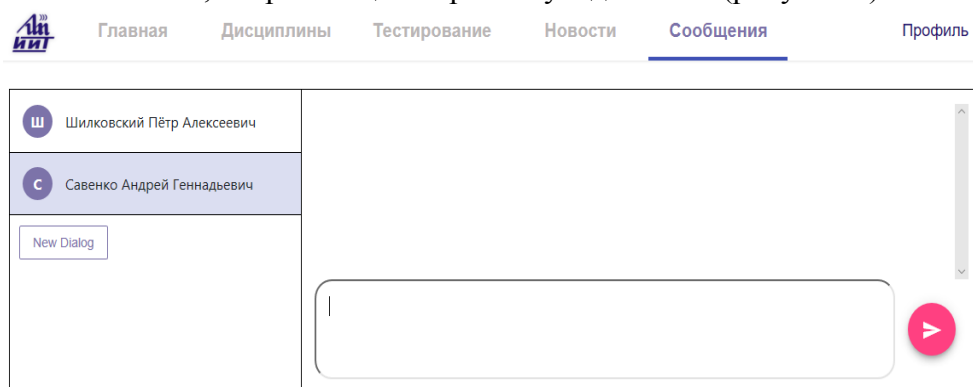 Главная Дисциплины Тестирование Новости Сообщения Профиль
Ш Шилковский Пётр Алексеевич
С Савенко Андрей Геннадьевич
New Dialog